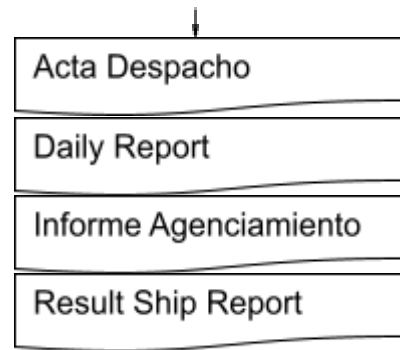 Acta Despacho
Daily Report
Informe Agenciamiento
Result Ship Report